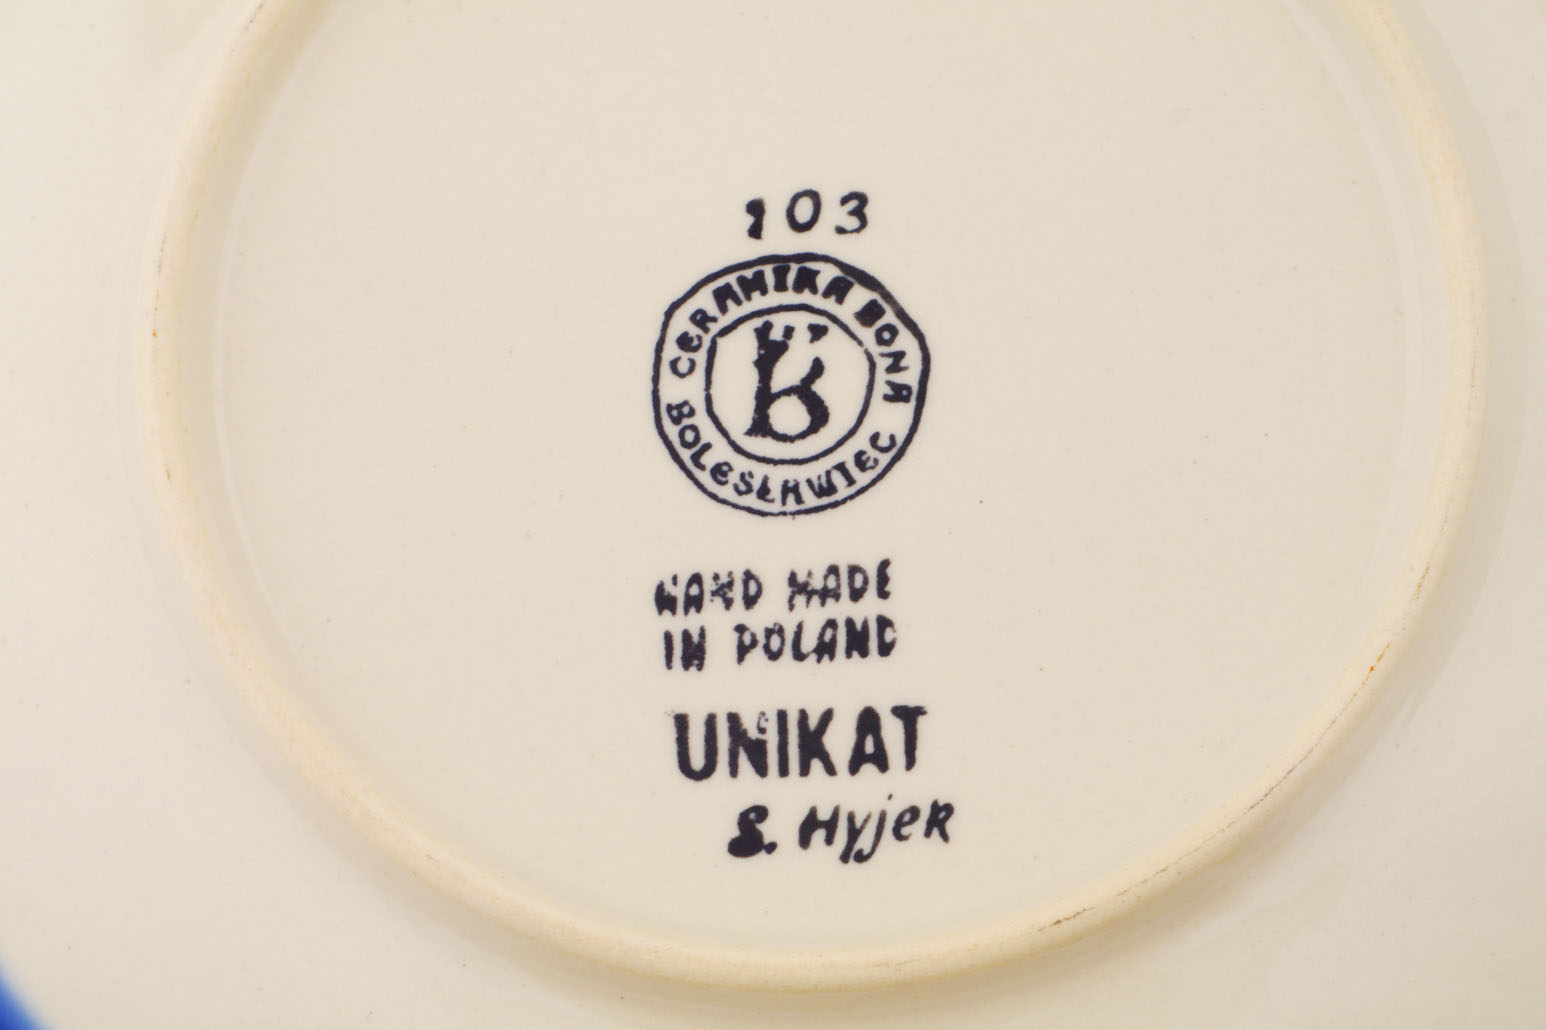 103
CERAMIKA BONA
BOLESŁAWIEC
B
HAND MADE
IN POLAND
UNIKAT
S. HyjeR